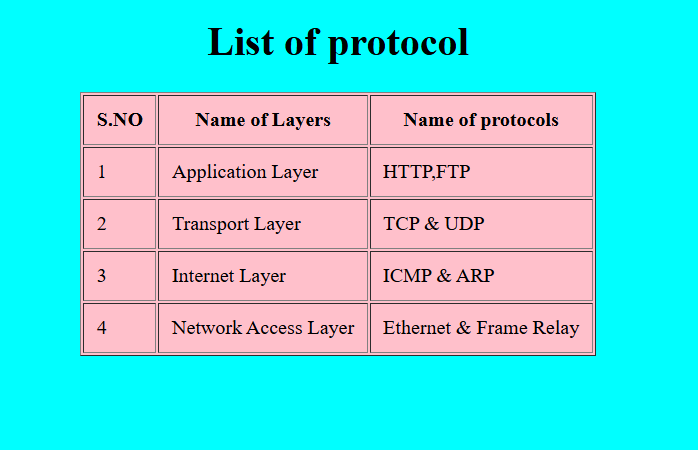 List of protocol
S.NO Name of Layers Name of protocols
1 Application Layer HTTP,FTP
2 Transport Layer TCP & UDP
3 Internet Layer ICMP & ARP
4 Network Access Layer Ethernet & Frame Relay